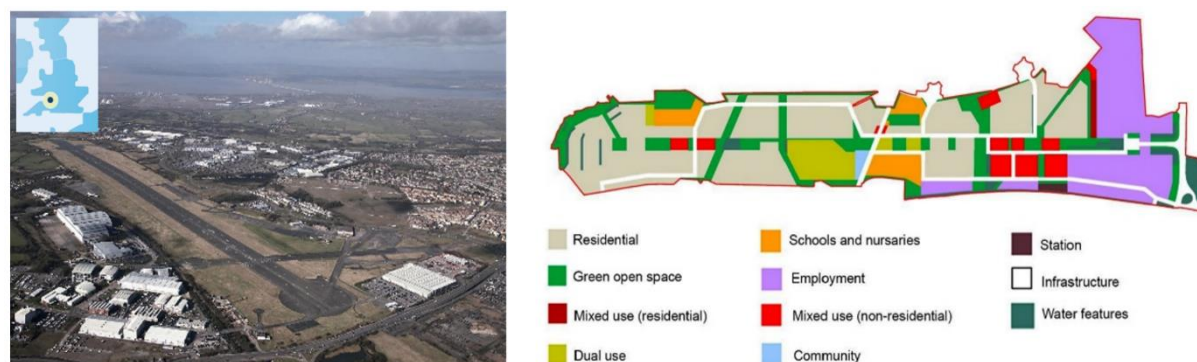 Residential
Schools and nursaries
Station
Green open space
Employment
Infrastructure
Mixed use (residential)
Mixed use (non-residential)
Water features
Dual use
Community